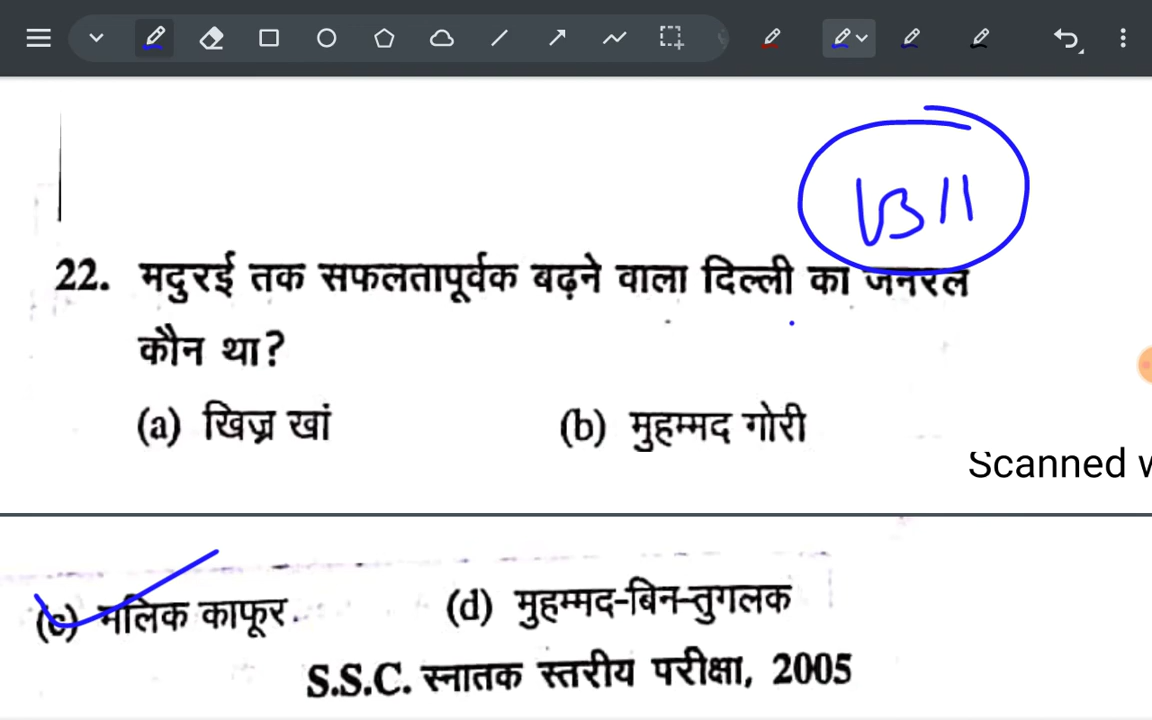 VBII
22. मदुरई तक सफलतापूर्वक बढ़ने वाला दिल्ली का जनरल
कौन था?
(a) खिज्र खां (b) मुहम्मद गोरी
Scanned
(c) मलिक काफूर (d) मुहम्मद-बिन-तुगलक
S.S.C. स्नातक स्तरीय परीक्षा, 2005